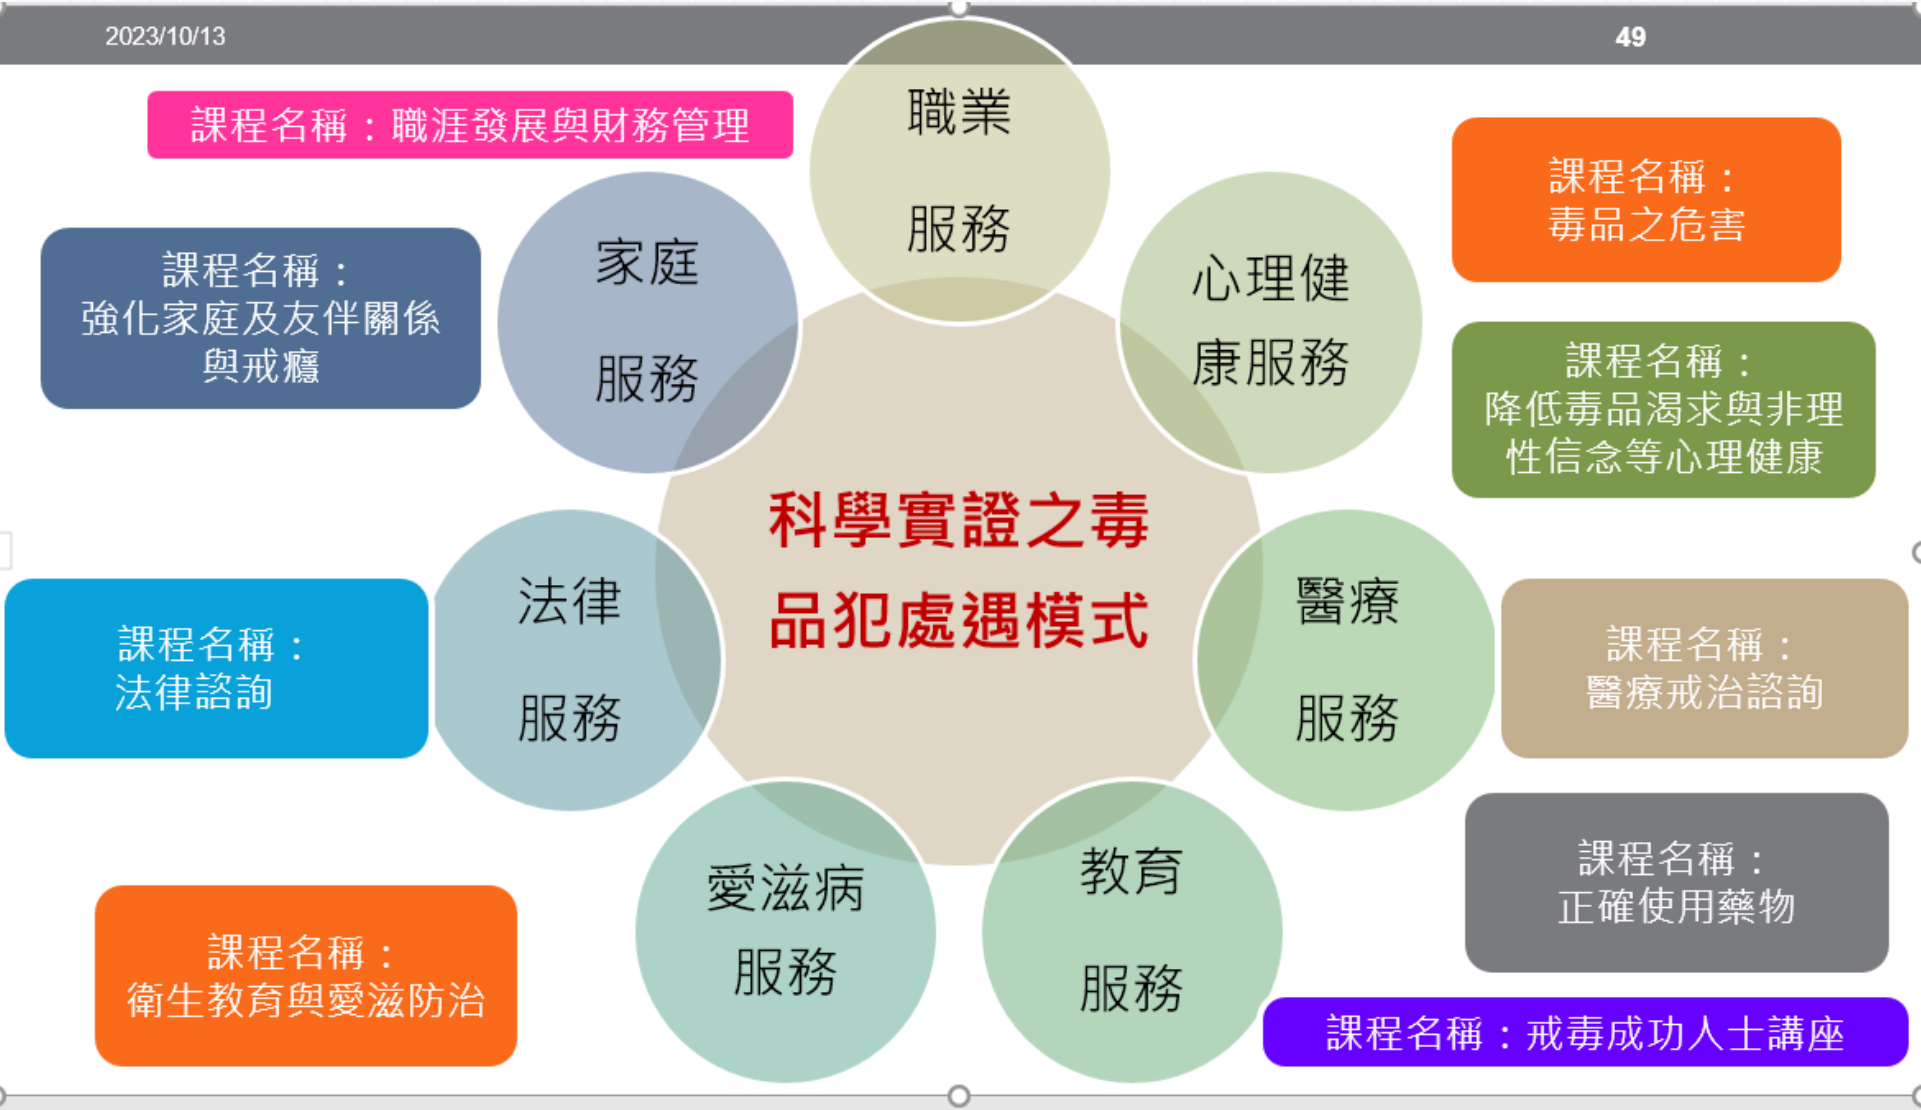 2023/10/13
49
課程名稱：職涯發展與財務管理
職業
服務
課程名稱：
毒品之危害
家庭
服務
課程名稱：
強化家庭及友伴關係
與戒癮
心理健
康服務
課程名稱：
降低毒品渴求與非理
性信念等心理健康
科學實證之毒
品犯處遇模式
法律
服務
課程名稱：
法律諮詢
醫療
服務
課程名稱：
醫療戒治諮詢
愛滋病
服務
課程名稱：
衛生教育與愛滋防治
教育
服務
課程名稱：
正確使用藥物
課程名稱：戒毒成功人士講座